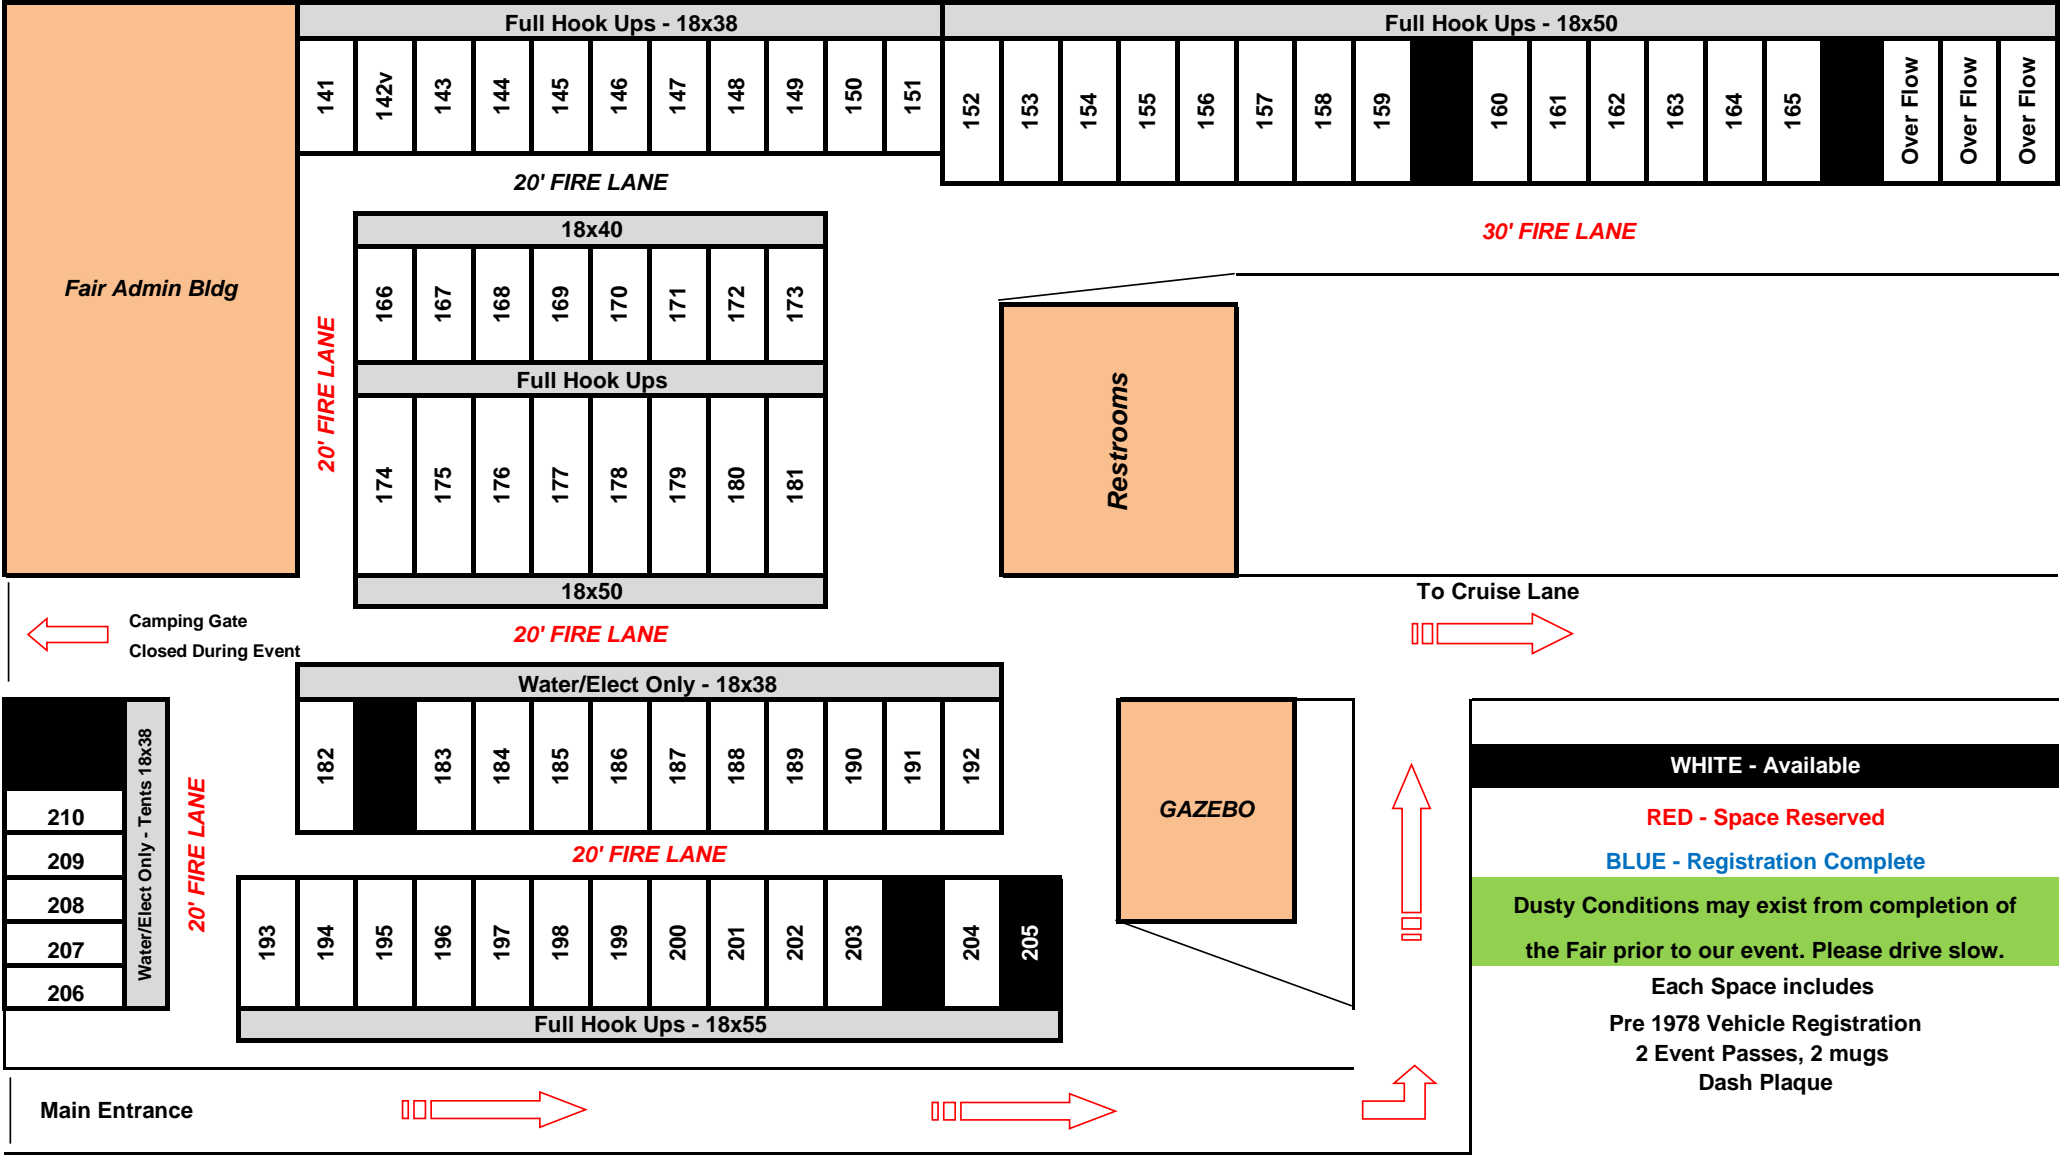 Full Hook Ups - 18x38
Full Hook Ups - 18x50
141
142v
143
144
145
146
147
148
149
150
151
152
153
154
155
156
157
158
159
160
161
162
163
164
165
Over Flow
Over Flow
Over Flow
20' FIRE LANE
30' FIRE LANE
Fair Admin Bldg
20' FIRE LANE
18x40
166
167
168
169
170
171
172
173
Full Hook Ups
174
175
176
177
178
179
180
181
18x50
Restrooms
To Cruise Lane
Camping Gate
Closed During Event
20' FIRE LANE
Water/Elect Only - 18x38
182
183
184
185
186
187
188
189
190
191
192
20' FIRE LANE
210
209
208
207
206
Water/Elect Only - Tents 18x38
20' FIRE LANE
193
194
195
196
197
198
199
200
201
202
203
204
205
Full Hook Ups - 18x55
GAZEBO
WHITE - Available
RED - Space Reserved
BLUE - Registration Complete
Dusty Conditions may exist from completion of
the Fair prior to our event. Please drive slow.
Each Space includes
Pre 1978 Vehicle Registration
2 Event Passes, 2 mugs
Dash Plaque
Main Entrance